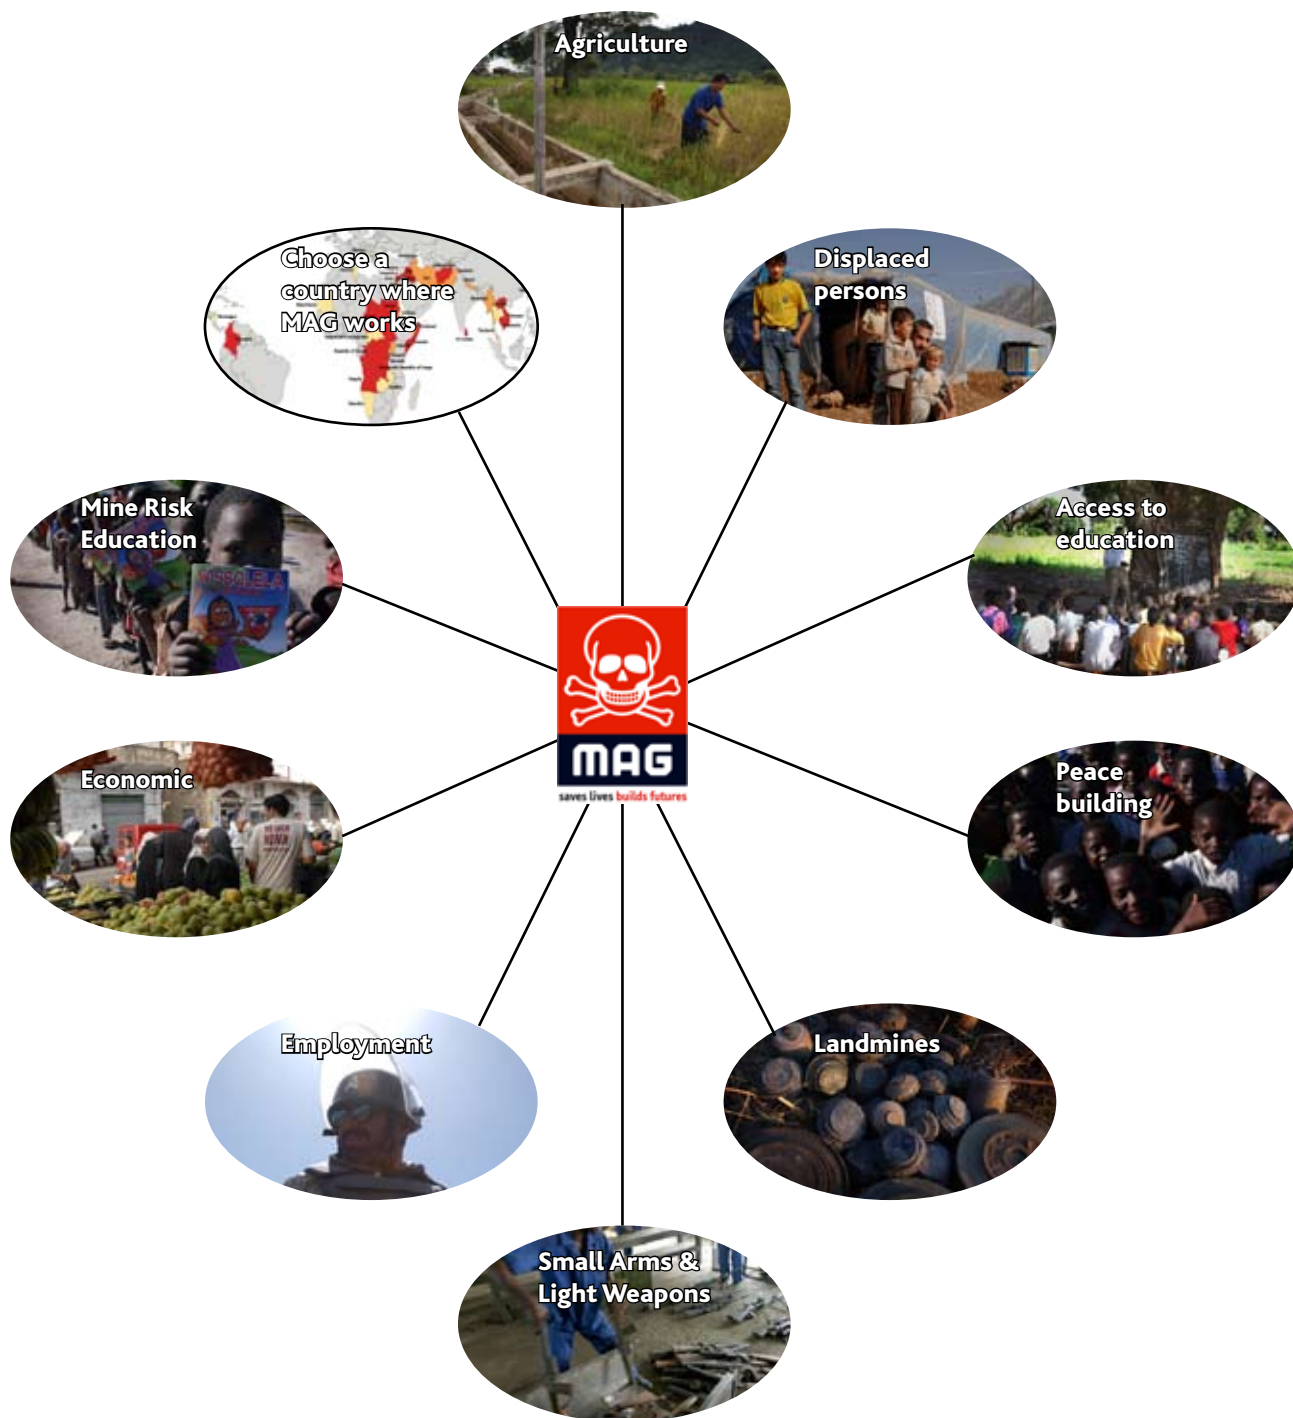 Agriculture
Choose a
country where
MAG works
Displaced
persons
Mine Risk
Education
Access to
education
MAG
saves lives builds futures
Economic
Peace
building
Employment
Landmines
Small Arms &
Light Weapons